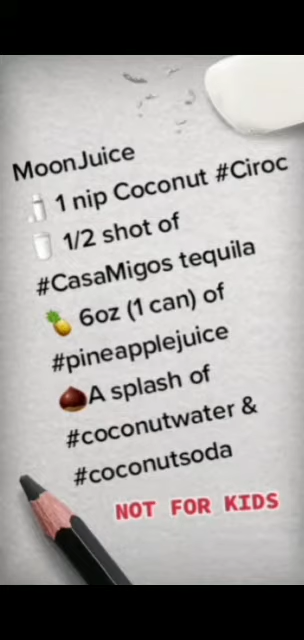 MoonJuice
🍼 1 nip Coconut #Ciroc
🥛 1/2 shot of
#CasaMigos tequila
🍍 6oz (1 can) of
#pineapplejuice
🌰A splash of
#coconutwater &
#coconutsoda
NOT FOR KIDS